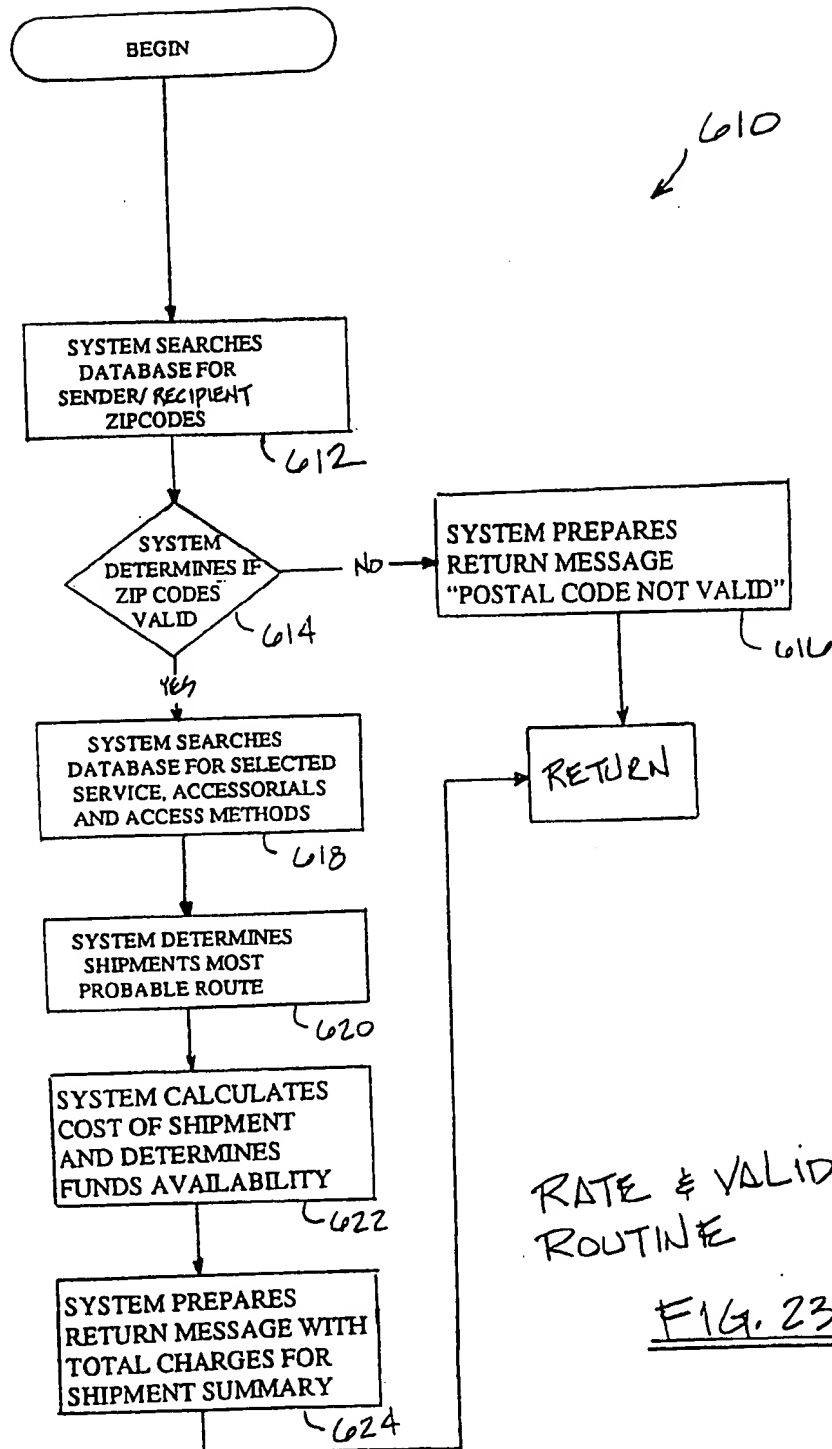 BEGIN
610
SYSTEM SEARCHES
DATABASE FOR
SENDER/RECIPIENT
ZIPCODES
612
SYSTEM
DETERMINES IF
ZIP CODES
VALID
614
NO
SYSTEM PREPARES
RETURN MESSAGE
"POSTAL CODE NOT VALID"
616
YES
RETURN
SYSTEM SEARCHES
DATABASE FOR SELECTED
SERVICE, ACCESSORIALS
AND ACCESS METHODS
618
SYSTEM DETERMINES
SHIPMENTS MOST
PROBABLE ROUTE
620
SYSTEM CALCULATES
COST OF SHIPMENT
AND DETERMINES
FUNDS AVAILABILITY
622
SYSTEM PREPARES
RETURN MESSAGE WITH
TOTAL CHARGES FOR
SHIPMENT SUMMARY
624
RATE & VALID
ROUTINE
FIG. 23